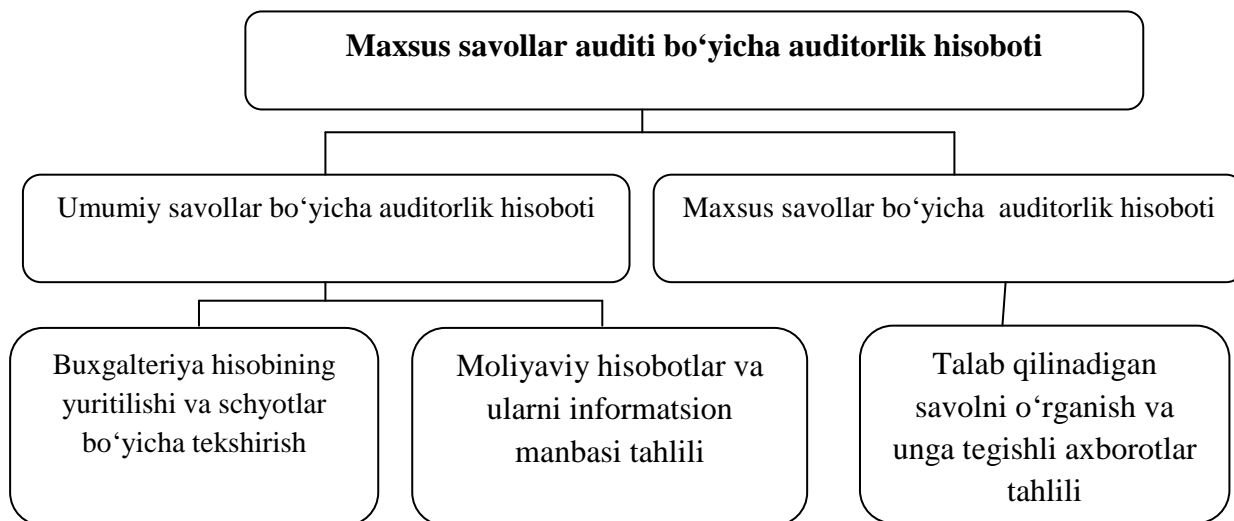 Maxsus savollar auditi bo‘yicha auditorlik hisoboti
Umumiy savollar bo‘yicha auditorlik hisoboti
Maxsus savollar bo‘yicha auditorlik hisoboti
Buxgalteriya hisobining
yuritilishi va schyotlar
bo‘yicha tekshirish
Moliyaviy hisobotlar va
ularni informatsion
manbasi tahlili
Talab qilinadigan
savolni o‘rganish va
unga tegishli axborotlar
tahlili